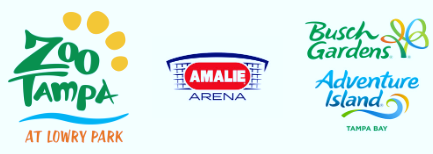 Zoo
Tampa
AT LOWRY PARK
AMALIE
ARENA
Busch
Gardens®
Adventure
Island®
TAMPA BAY